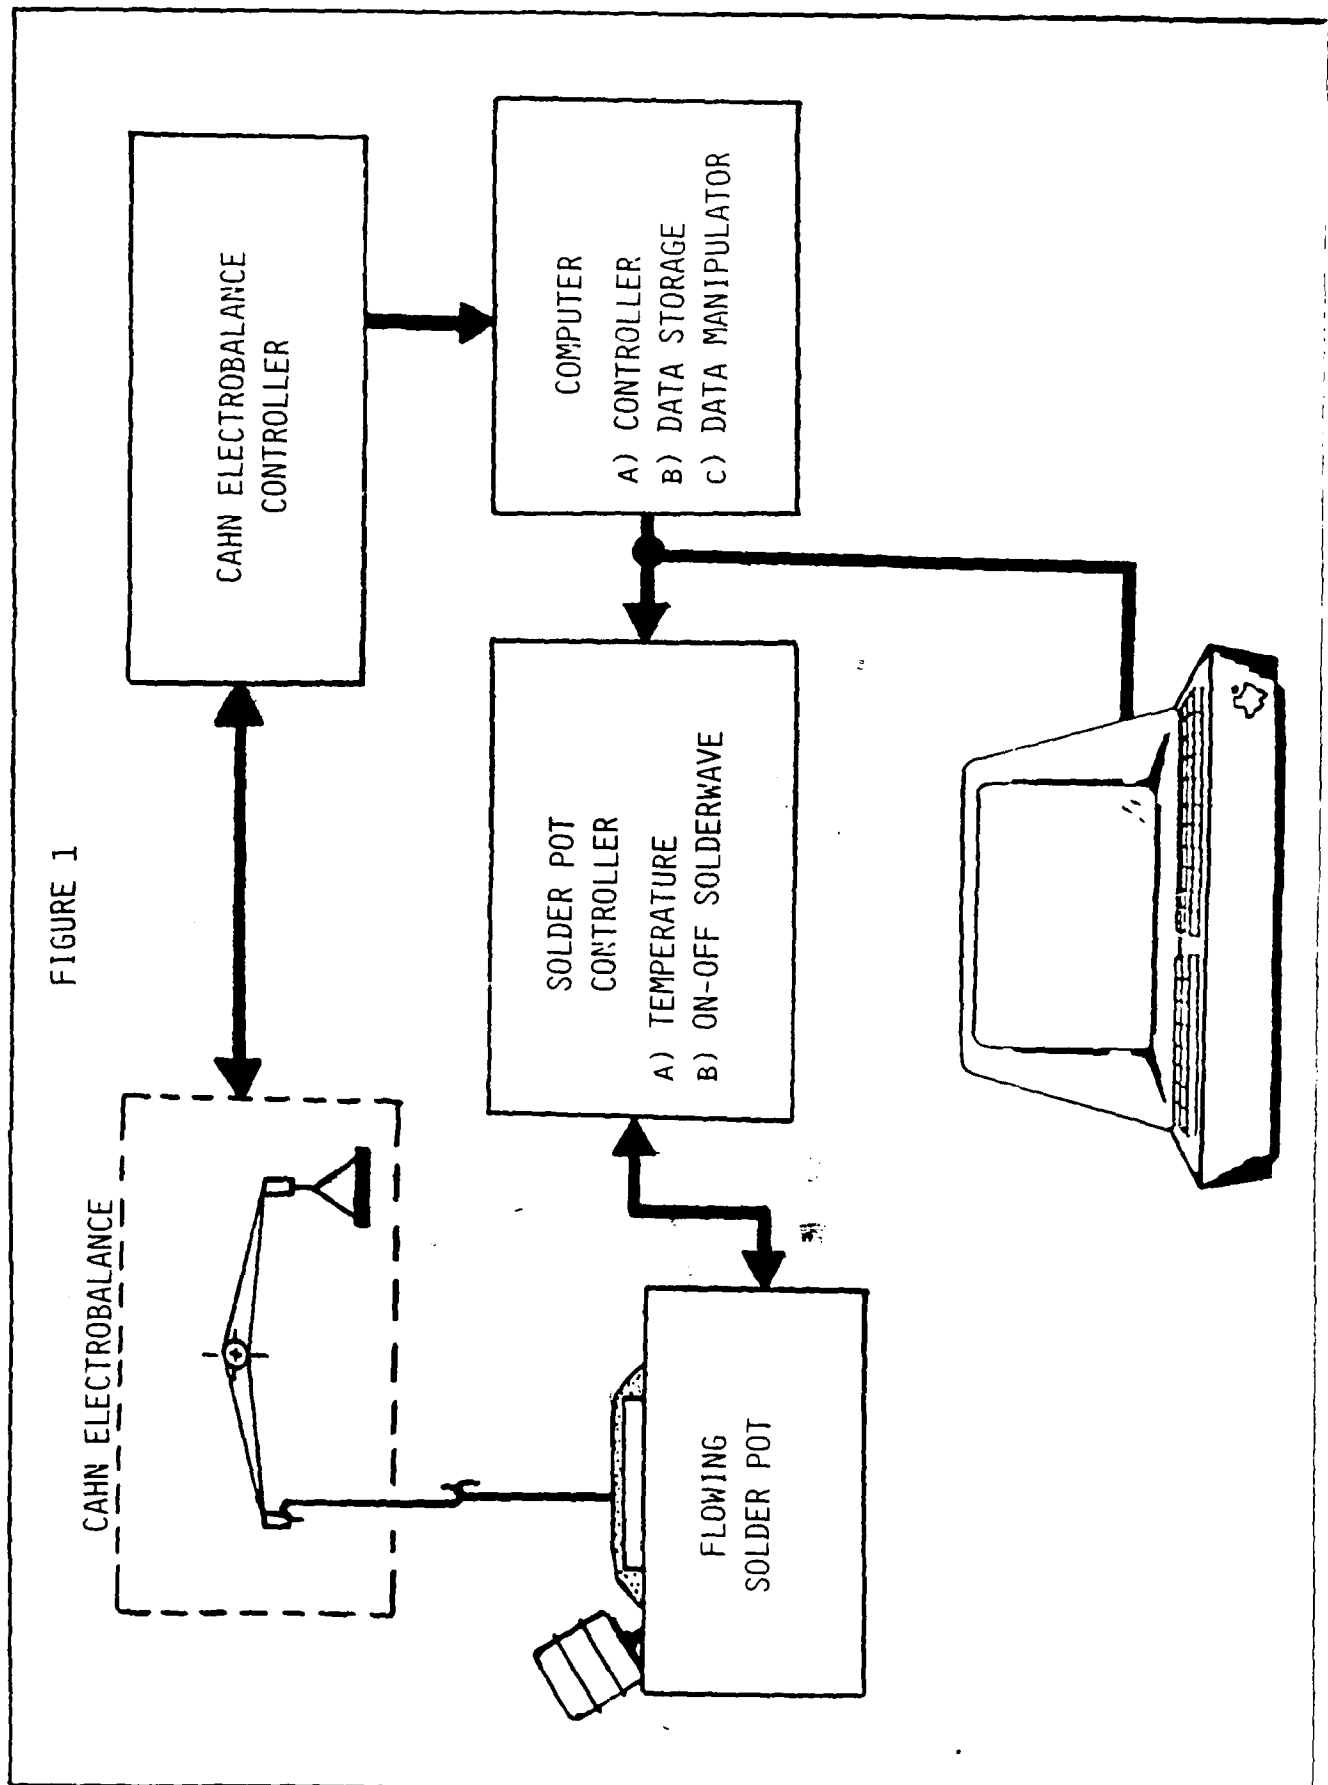 FIGURE 1
CAHN ELECTROBALANCE
CAHN ELECTROBALANCE
CONTROLLER
FLOWING
SOLDER POT
SOLDER POT
CONTROLLER
A) TEMPERATURE
B) ON-OFF SOLDERWAVE
COMPUTER
A) CONTROLLER
B) DATA STORAGE
C) DATA MANIPULATOR